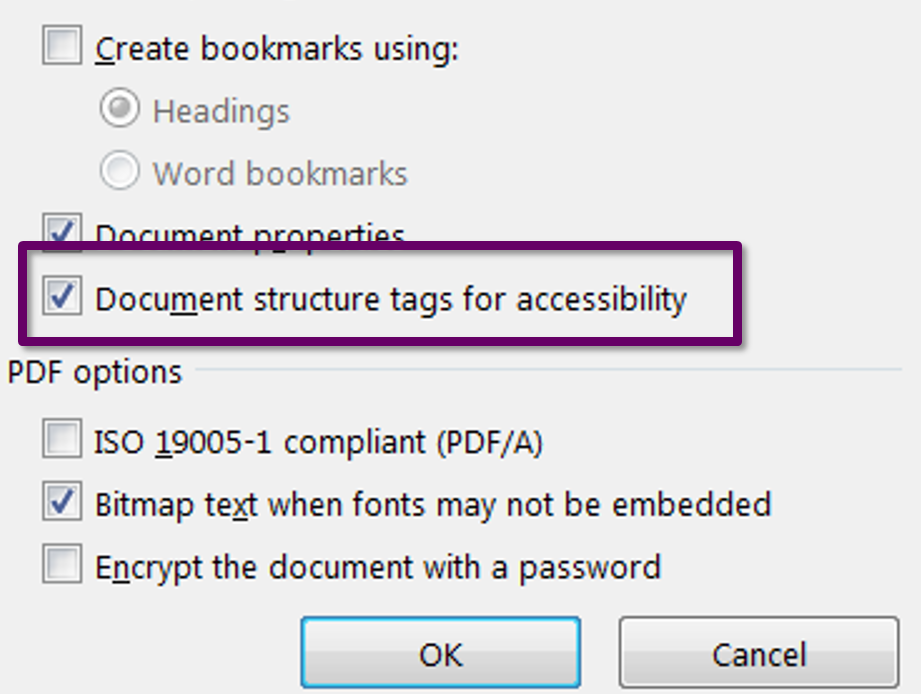 Create bookmarks using:
Headings
Word bookmarks
Document properties
Document structure tags for accessibility
PDF options
ISO 19005-1 compliant (PDF/A)
Bitmap text when fonts may not be embedded
Encrypt the document with a password
OK Cancel